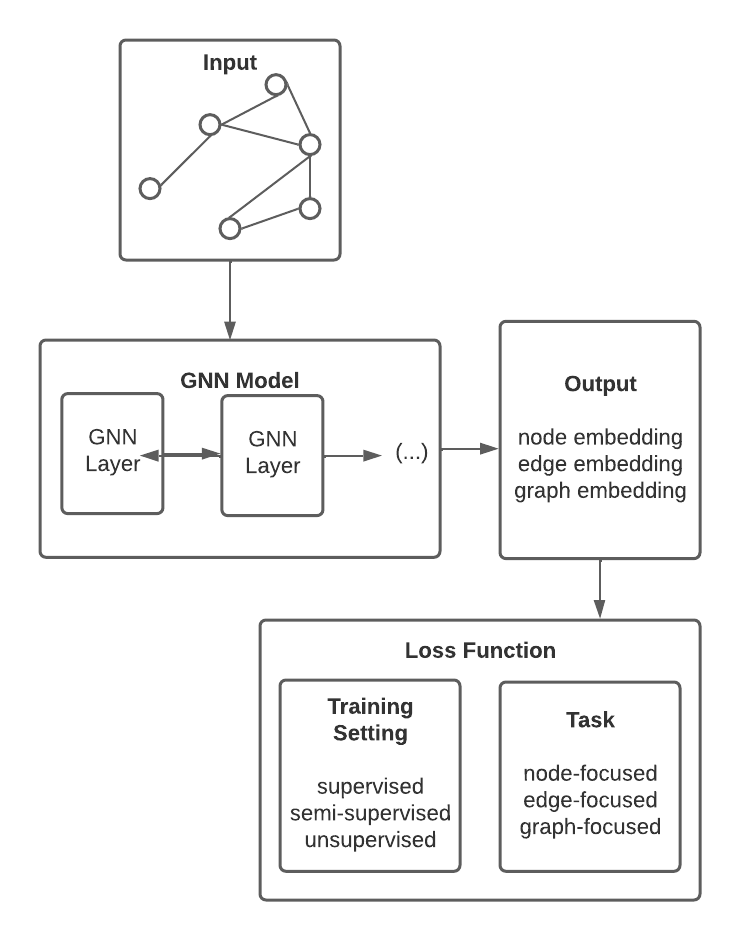 Input
GNN Model
GNN
Layer
GNN
Layer
(...)
Output
node embedding
edge embedding
graph embedding
Loss Function
Training
Setting
supervised
semi-supervised
unsupervised
Task
node-focused
edge-focused
graph-focused